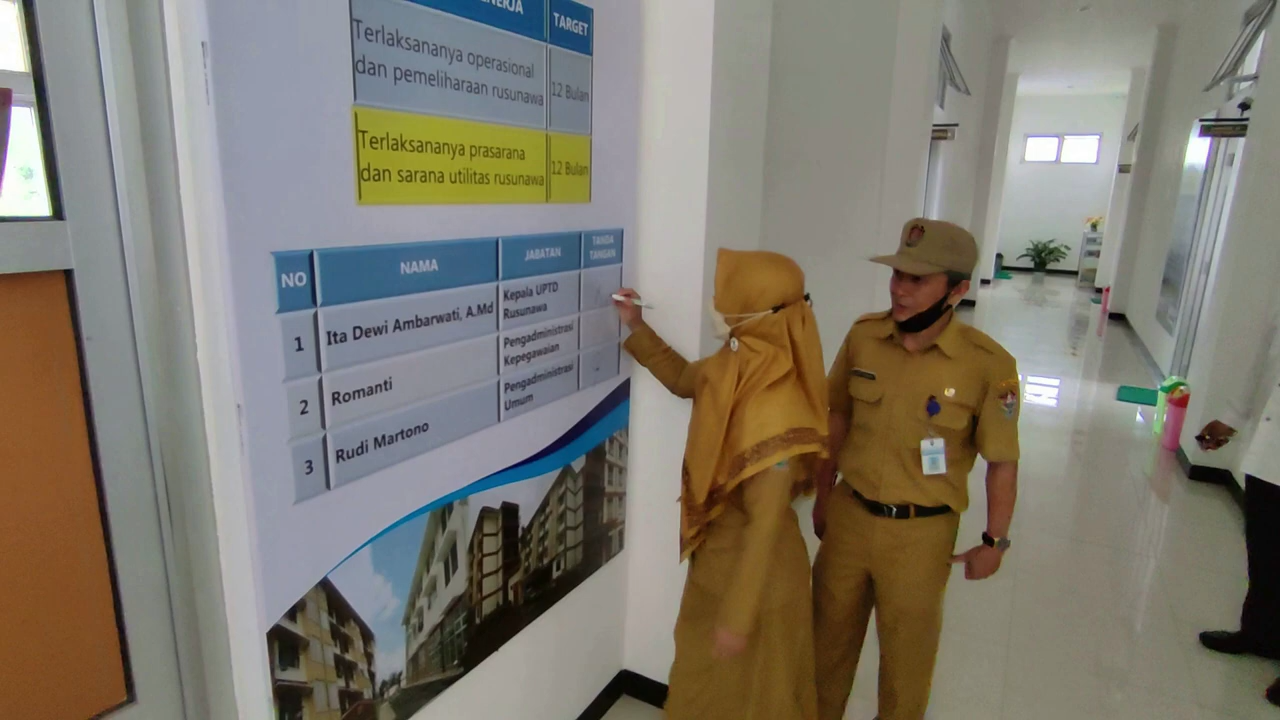 TARGET
Terlaksananya operasional
dan pemeliharaan rusunawa
12 Bulan
Terlaksananya prasarana
dan sarana utilitas rusunawa
12 Bulan
NO NAMA JABATAN TANDA
TANGAN
1 Ita Dewi Ambarwati, A.Md Kepala UPTD
Rusunawa
2 Romanti Pengadministrasi
Kepegawaian
3 Rudi Martono Pengadministrasi
Umum